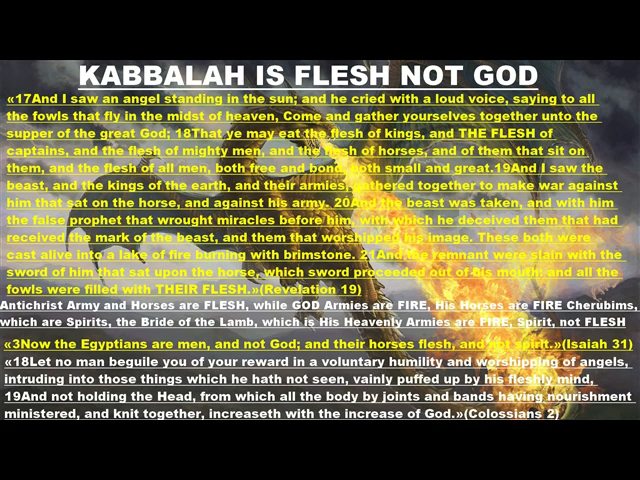 KABBALAH IS FLESH NOT GOD
«17And I saw an angel standing in the sun; and he cried with a loud voice, saying to all
the fowls that fly in the midst of heaven, Come and gather yourselves together unto the
supper of the great God; 18That ye may eat the flesh of kings, and THE FLESH of
captains, and the flesh of mighty men, and the flesh of horses, and of them that sit on
them, and the flesh of all men, both free and bond, both small and great.19And I saw the
beast, and the kings of the earth, and their armies, gathered together to make war against
him that sat on the horse, and against his army. 20And the beast was taken, and with him
the false prophet that wrought miracles before him, with which he deceived them that had
received the mark of the beast, and them that worshipped his image. These both were
cast alive into a lake of fire burning with brimstone. 21And the remnant were slain with the
sword of him that sat upon the horse, which sword proceeded out of his mouth: and all the
fowls were filled with THEIR FLESH.»(Revelation 19)
Antichrist Army and Horses are FLESH, while GOD Armies are FIRE, His Horses are FIRE Cherubims,
which are Spirits, the Bride of the Lamb, which is His Heavenly Armies are FIRE, Spirit, not FLESH
«3Now the Egyptians are men, and not God; and their horses flesh, and not spirit.»(Isaiah 31)
«18Let no man beguile you of your reward in a voluntary humility and worshipping of angels,
intruding into those things which he hath not seen, vainly puffed up by his fleshly mind,
19And not holding the Head, from which all the body by joints and bands having nourishment
ministered, and knit together, increaseth with the increase of God.»(Colossians 2)